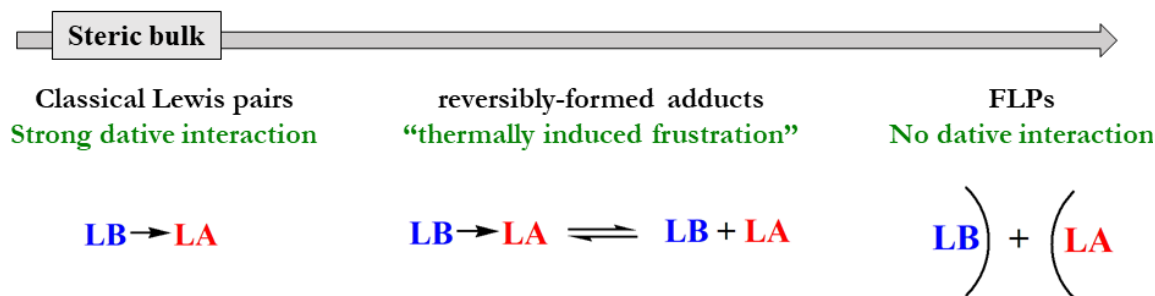 Steric bulk
Classical Lewis pairs
Strong dative interaction
LB→LA
reversibly-formed adducts
“thermally induced frustration”
LB→LA ⇌ LB + LA
FLPs
No dative interaction
LB) + (LA